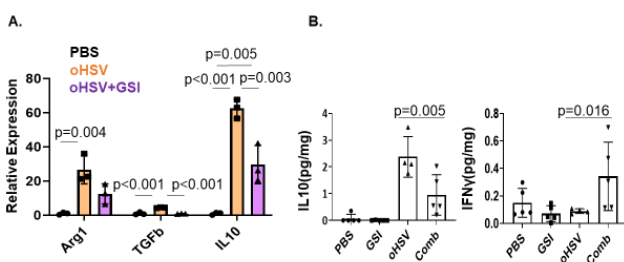 A.
B.
PBS
oHSV
oHSV+GSI
p=0.005
p<0.001 p=0.003
p=0.004
p<0.001 p<0.001
Relative Expression
80
60
40
20
0
Arg1 TGFb IL10
p=0.005
IL10(pg/mg)
4
3
2
1
0
PBS GSI oHSV Comb
p=0.016
IFNγ(pg/mg)
0.8
0.6
0.4
0.2
0.0
PBS GSI oHSV Comb